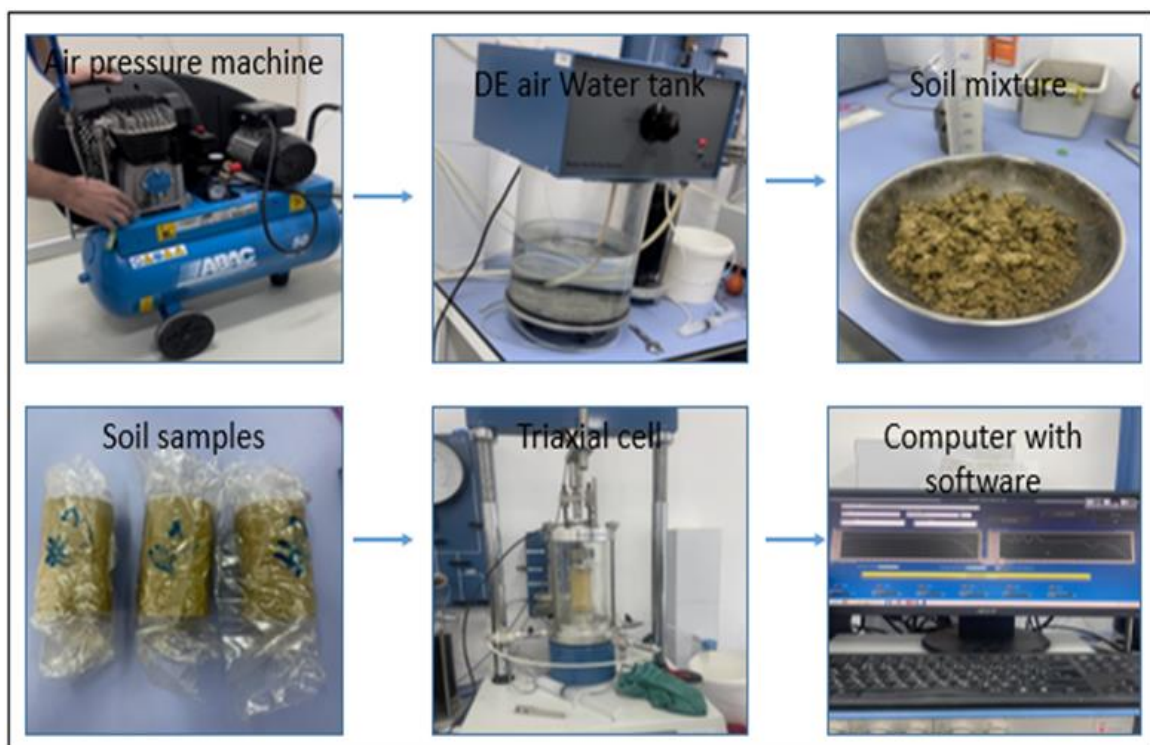 Air pressure machine
DE air Water tank
Soil mixture
ABAC
Soil samples
Triaxial cell
Computer with
software